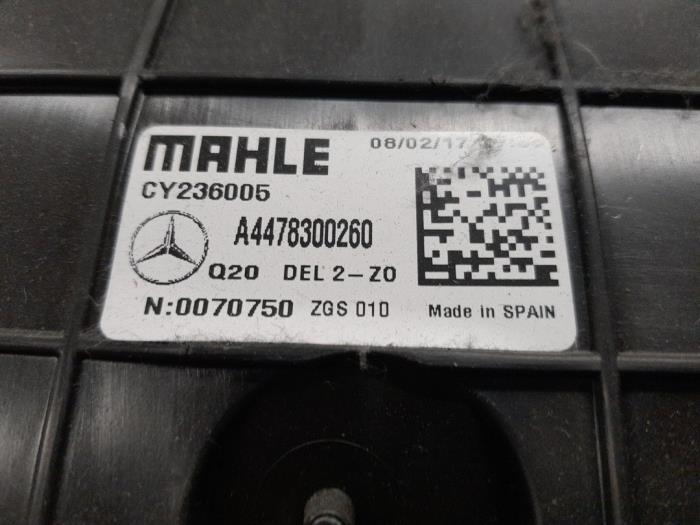 MAHLE 08/02/17
CY236005
A4478300260
Q20 DEL 2-Z0
N:0070750 ZGS 010 Made in SPAIN